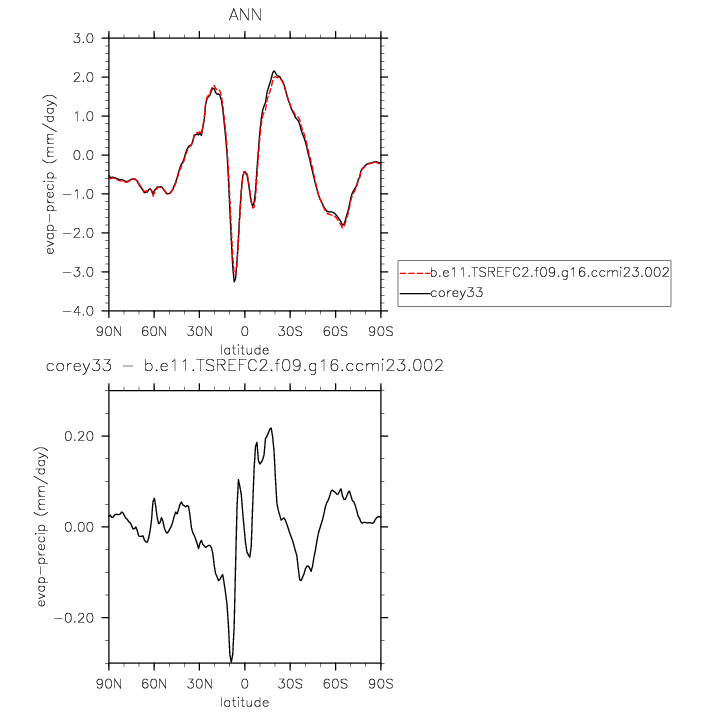 ANN
3.0
2.0
1.0
0.0
−1.0
−2.0
−3.0
−4.0
evap−precip (mm/day)
90N 60N 30N 0 30S 60S 90S
latitude
b.e11.TSREFC2.f09.g16.ccmi23.002
corey33
corey33 − b.e11.TSREFC2.f09.g16.ccmi23.002
0.20
0.00
−0.20
evap−precip (mm/day)
90N 60N 30N 0 30S 60S 90S
latitude